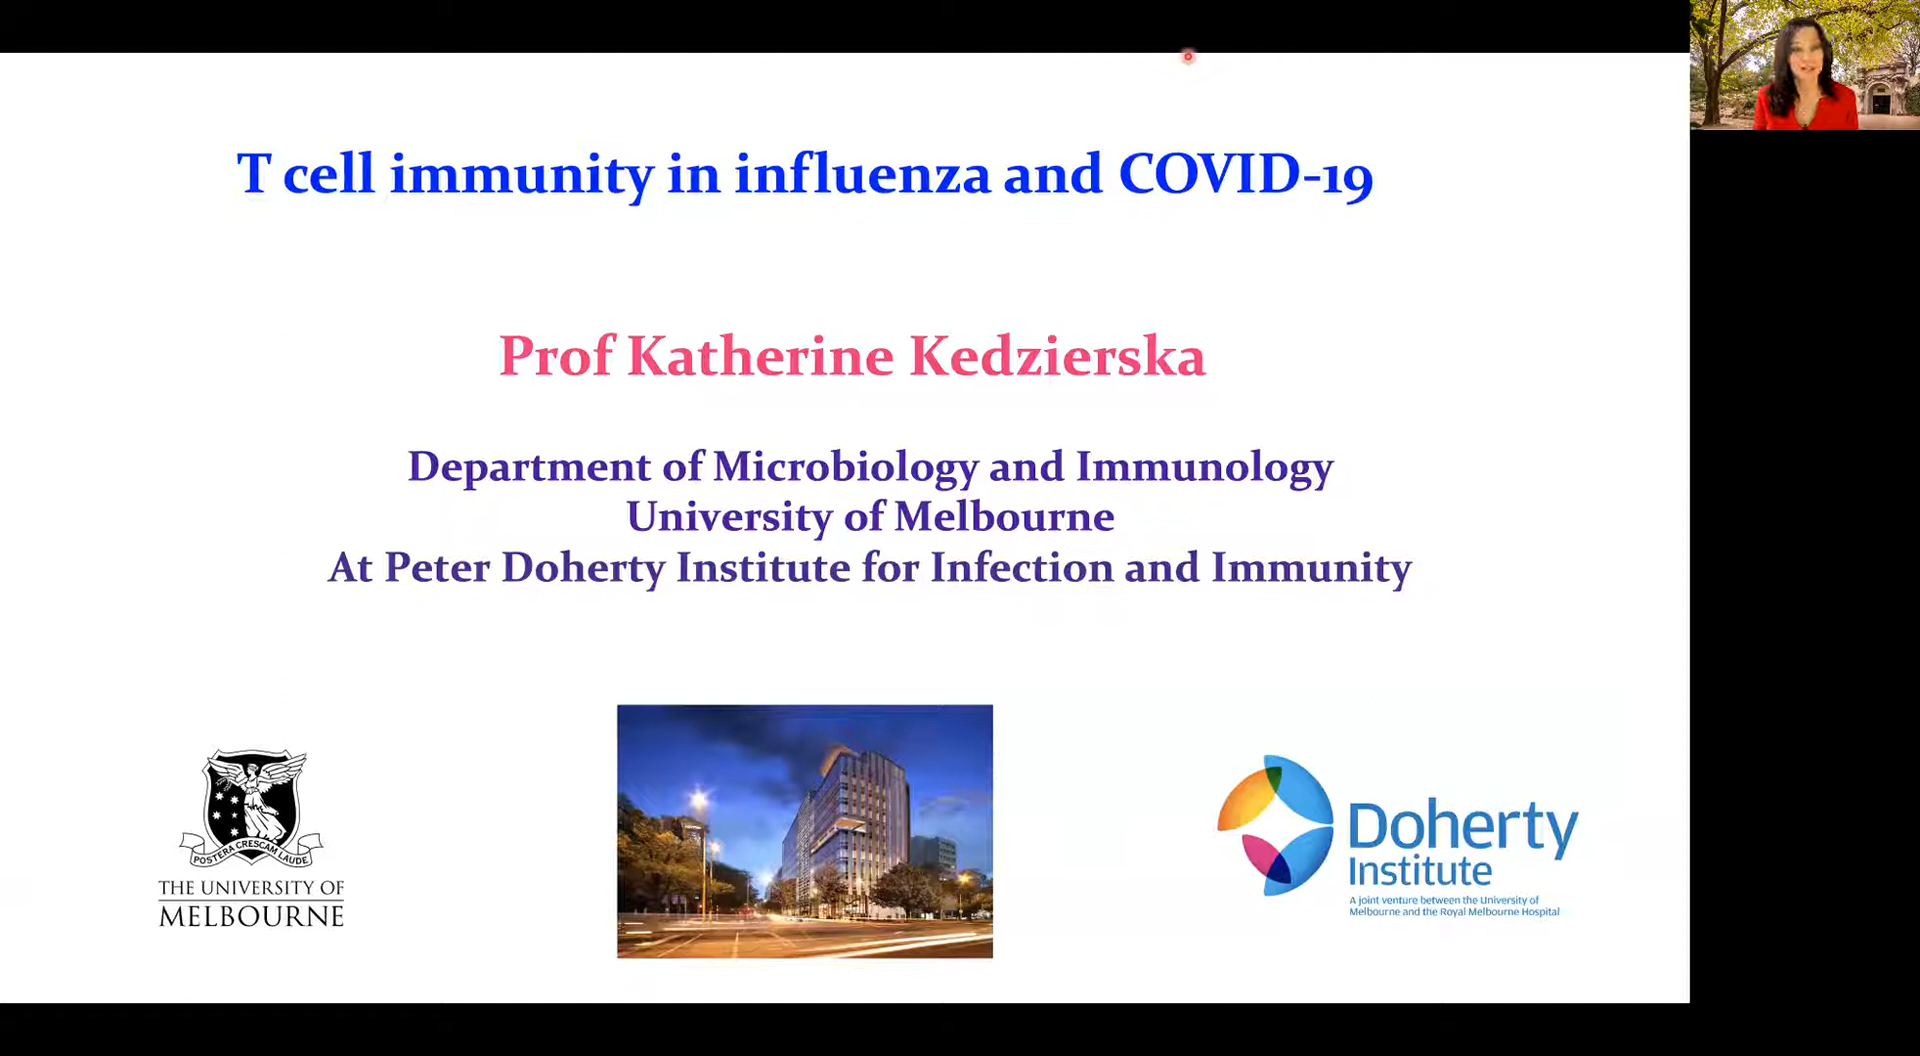 T cell immunity in influenza and COVID-19
Prof Katherine Kedzierska
Department of Microbiology and Immunology
University of Melbourne
At Peter Doherty Institute for Infection and Immunity
POSTERA CRESCAM LAUDE
THE UNIVERSITY OF
MELBOURNE
Doherty
Institute
A joint venture between the University of
Melbourne and the Royal Melbourne Hospital